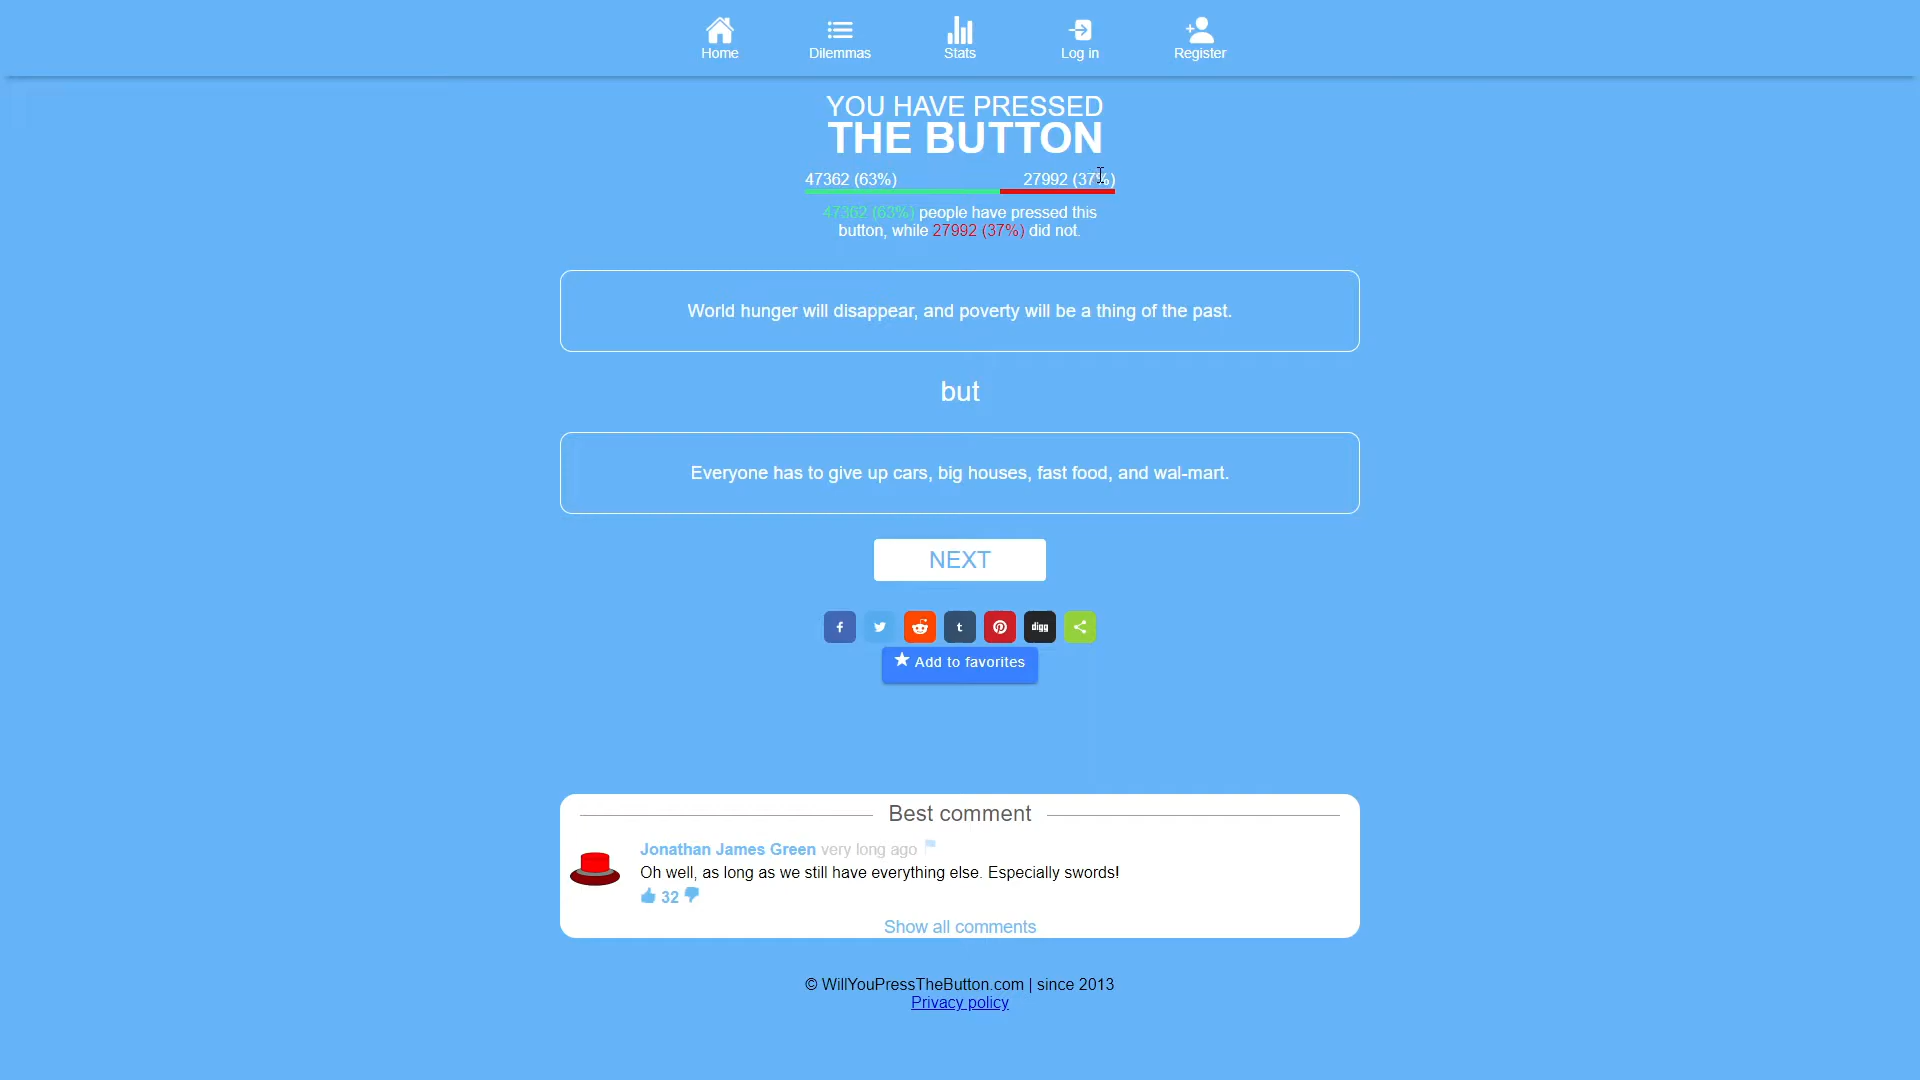 Home
Dilemmas
Stats
Log in
Register
YOU HAVE PRESSED
THE BUTTON
47362 (63%)
27992 (37%)
47362 (63%) people have pressed this
button, while 27992 (37%) did not.
World hunger will disappear, and poverty will be a thing of the past.
but
Everyone has to give up cars, big houses, fast food, and wal-mart.
NEXT
f
t
digg
Add to favorites
Best comment
Jonathan James Green very long ago
Oh well, as long as we still have everything else. Especially swords!
32
Show all comments
© WillYouPressTheButton.com | since 2013
Privacy policy